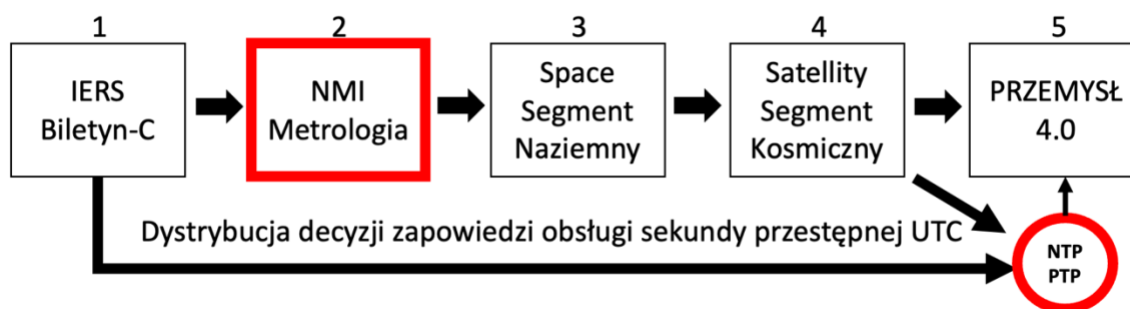 1
IERS
Biletyn-C
2
NMI
Metrologia
3
Space
Segment
Naziemny
4
Satellity
Segment
Kosmiczny
5
PRZEMYSŁ
4.0
Dystrybucja decyzji zapowiedzi obsługi sekundy przestępnej UTC
NTP
PTP